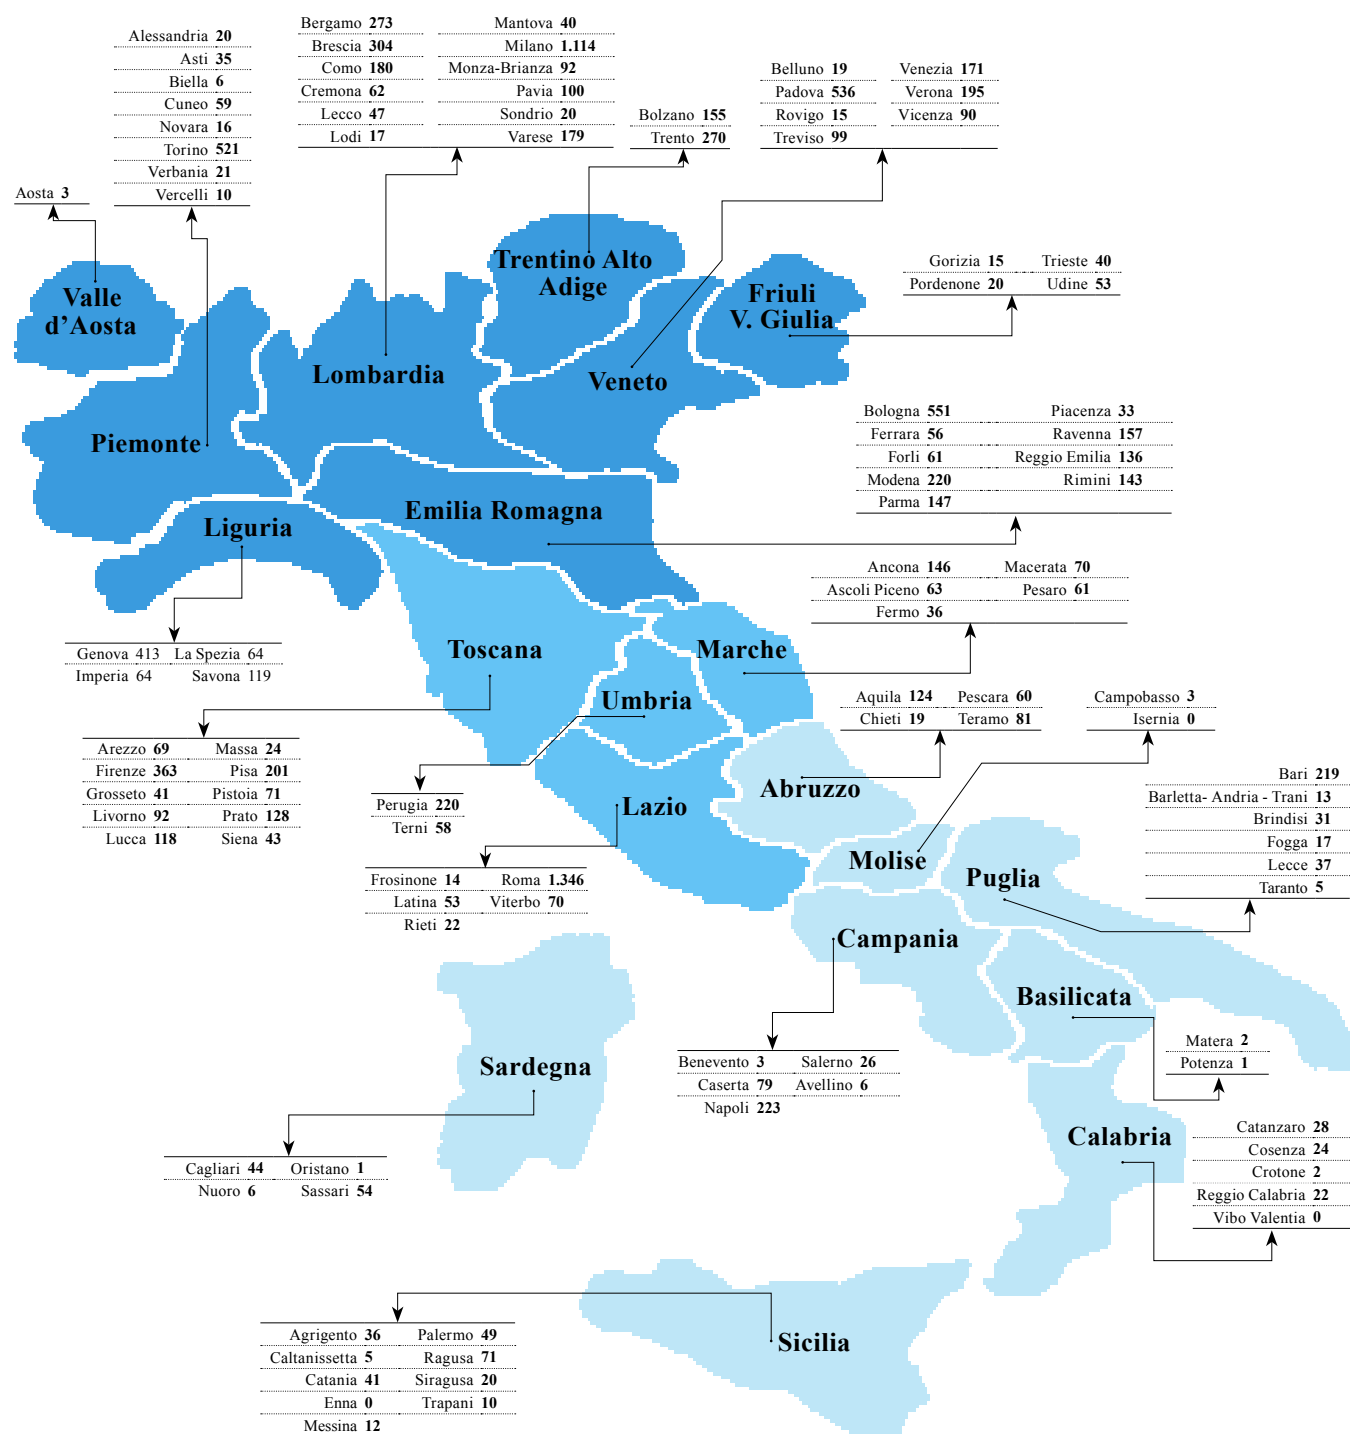 Bergamo 273 Mantova 40
Brescia 304 Milano 1.114
Como 180 Monza-Brianza 92
Cremona 62 Pavia 100
Lecco 47 Sondrio 20
Lodi 17 Varese 179
Alessandria 20
Asti 35
Biella 6
Cuneo 59
Novara 16
Torino 521
Verbania 21
Vercelli 10
Bolzano 155
Trento 270
Belluno 19 Venezia 171
Padova 536 Verona 195
Rovigo 15 Vicenza 90
Treviso 99
Aosta 3
Gorizia 15 Trieste 40
Pordenone 20 Udine 53
Valle
d'Aosta
Trentino Alto
Adige
Friuli
V. Giulia
Lombardia
Veneto
Piemonte
Bologna 551 Piacenza 33
Ferrara 56 Ravenna 157
Forli 61 Reggio Emilia 136
Modena 220 Rimini 143
Parma 147
Emilia Romagna
Liguria
Ancona 146 Macerata 70
Ascoli Piceno 63 Pesaro 61
Fermo 36
Genova 413 La Spezia 64
Imperia 64 Savona 119
Toscana
Marche
Umbria
Aquila 124 Pescara 60
Chieti 19 Teramo 81
Campobasso 3
Isernia 0
Arezzo 69 Massa 24
Firenze 363 Pisa 201
Grosseto 41 Pistoia 71
Livorno 92 Prato 128
Lucca 118 Siena 43
Perugia 220
Terni 58
Lazio
Abruzzo
Bari 219
Barletta- Andria - Trani 13
Brindisi 31
Fogga 17
Lecce 37
Taranto 5
Molise
Puglia
Frosinone 14 Roma 1.346
Latina 53 Viterbo 70
Rieti 22
Campania
Basilicata
Sardegna
Benevento 3 Salerno 26
Caserta 79 Avellino 6
Napoli 223
Matera 2
Potenza 1
Calabria
Catanzaro 28
Cosenza 24
Crotone 2
Reggio Calabria 22
Vibo Valentia 0
Cagliari 44 Oristano 1
Nuoro 6 Sassari 54
Sicilia
Agrigento 36 Palermo 49
Caltanissetta 5 Ragusa 71
Catania 41 Siragusa 20
Enna 0 Trapani 10
Messina 12